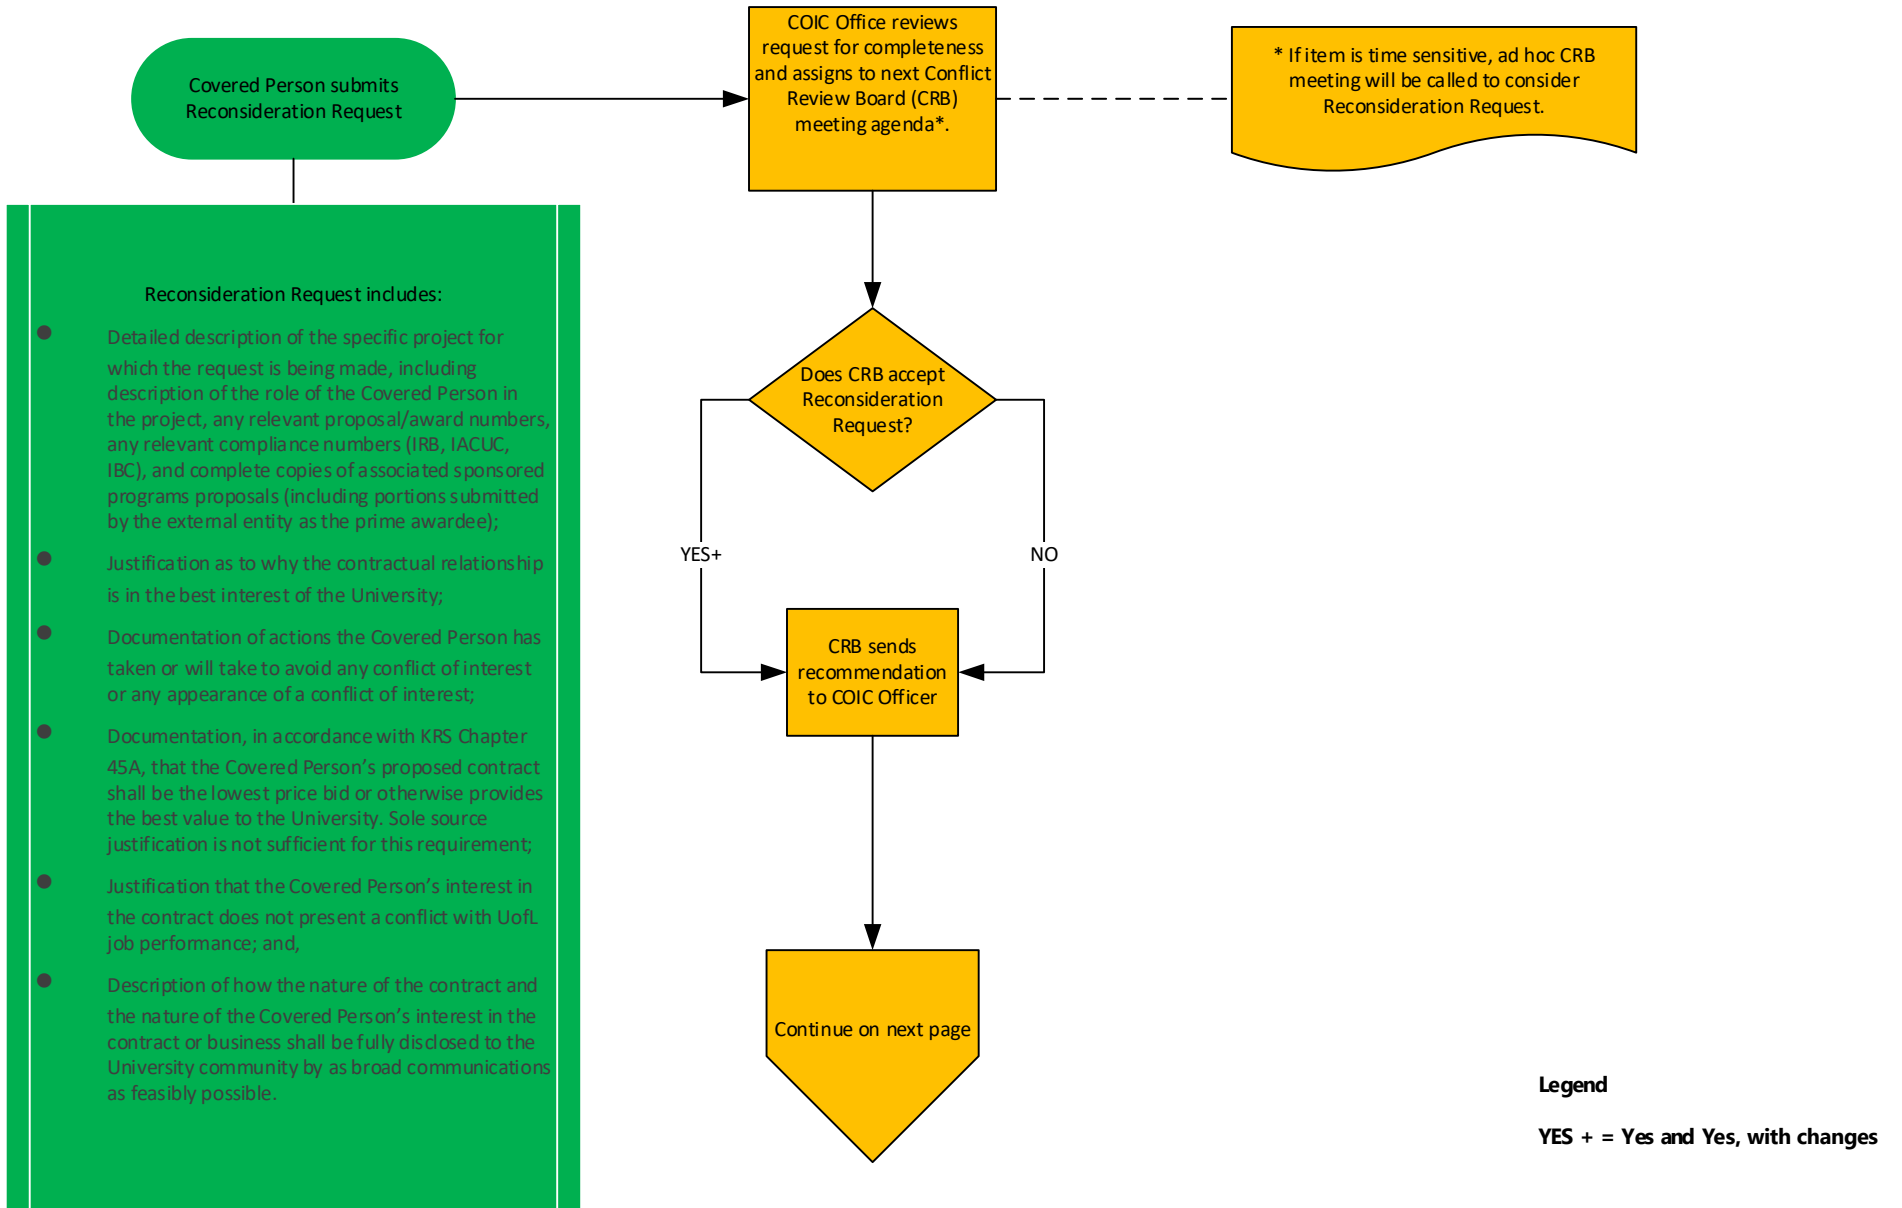 Covered Person submits
Reconsideration Request
COIC Office reviews
request for completeness
and assigns to next Conflict
Review Board (CRB)
meeting agenda*.
* If item is time sensitive, ad hoc CRB
meeting will be called to consider
Reconsideration Request.
Reconsideration Request includes:
● Detailed description of the specific project for
which the request is being made, including
description of the role of the Covered Person in
the project, any relevant proposal/award numbers,
any relevant compliance numbers (IRB, IACUC,
IBC), and complete copies of associated sponsored
programs proposals (including portions submitted
by the external entity as the prime awardee);
● Justification as to why the contractual relationship
is in the best interest of the University;
● Documentation of actions the Covered Person has
taken or will take to avoid any conflict of interest
or any appearance of a conflict of interest;
● Documentation, in accordance with KRS Chapter
45A, that the Covered Person’s proposed contract
shall be the lowest price bid or otherwise provides
the best value to the University. Sole source
justification is not sufficient for this requirement;
● Justification that the Covered Person’s interest in
the contract does not present a conflict with UofL
job performance; and,
● Description of how the nature of the contract and
the nature of the Covered Person’s interest in the
contract or business shall be fully disclosed to the
University community by as broad communications
as feasibly possible.
Does CRB accept
Reconsideration
Request?
YES+
NO
CRB sends
recommendation
to COIC Officer
Continue on next page
Legend
YES + = Yes and Yes, with changes